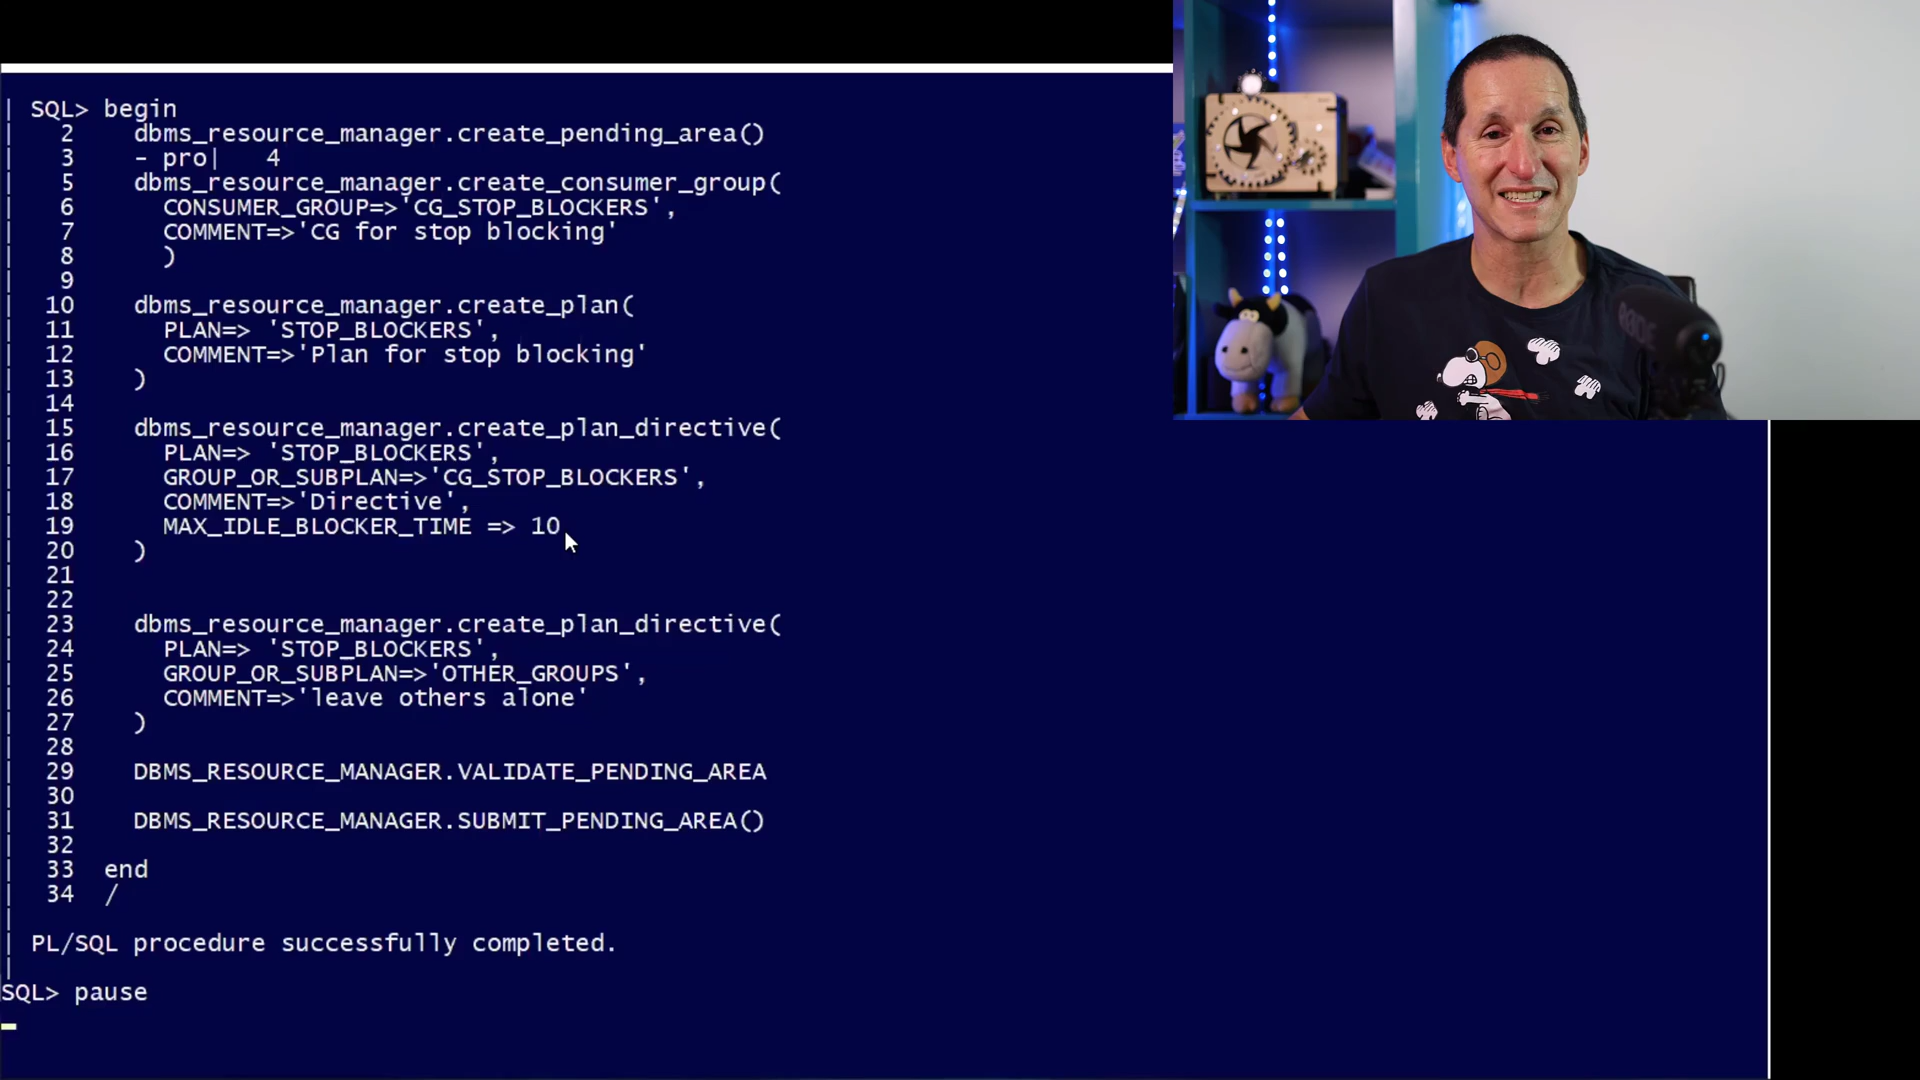 | SQL> begin
|   2    dbms_resource_manager.create_pending_area()
|   3    - pro|   4
|   5    dbms_resource_manager.create_consumer_group(
|   6      CONSUMER_GROUP=>'CG_STOP_BLOCKERS',
|   7      COMMENT=>'CG for stop blocking'
|   8      )
|   9
|  10    dbms_resource_manager.create_plan(
|  11      PLAN=> 'STOP_BLOCKERS',
|  12      COMMENT=>'Plan for stop blocking'
|  13    )
|  14
|  15    dbms_resource_manager.create_plan_directive(
|  16      PLAN=> 'STOP_BLOCKERS',
|  17      GROUP_OR_SUBPLAN=>'CG_STOP_BLOCKERS',
|  18      COMMENT=>'Directive',
|  19      MAX_IDLE_BLOCKER_TIME => 10
|  20    )
|  21
|  22
|  23    dbms_resource_manager.create_plan_directive(
|  24      PLAN=> 'STOP_BLOCKERS',
|  25      GROUP_OR_SUBPLAN=>'OTHER_GROUPS',
|  26      COMMENT=>'leave others alone'
|  27    )
|  28
|  29    DBMS_RESOURCE_MANAGER.VALIDATE_PENDING_AREA
|  30
|  31    DBMS_RESOURCE_MANAGER.SUBMIT_PENDING_AREA()
|  32
|  33  end
|  34  /
|
| PL/SQL procedure successfully completed.
|
SQL> pause